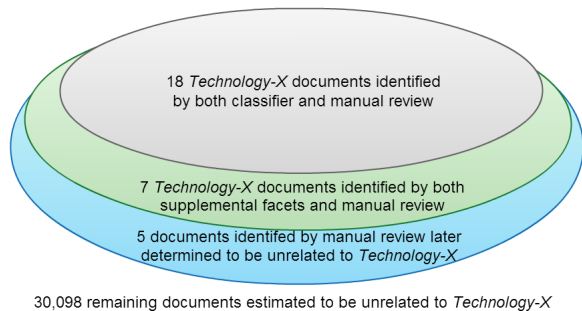 18 Technology-X documents identified
by both classifier and manual review
7 Technology-X documents identified by both
supplemental facets and manual review
5 documents identifed by manual review later
determined to be unrelated to Technology-X
30,098 remaining documents estimated to be unrelated to Technology-X